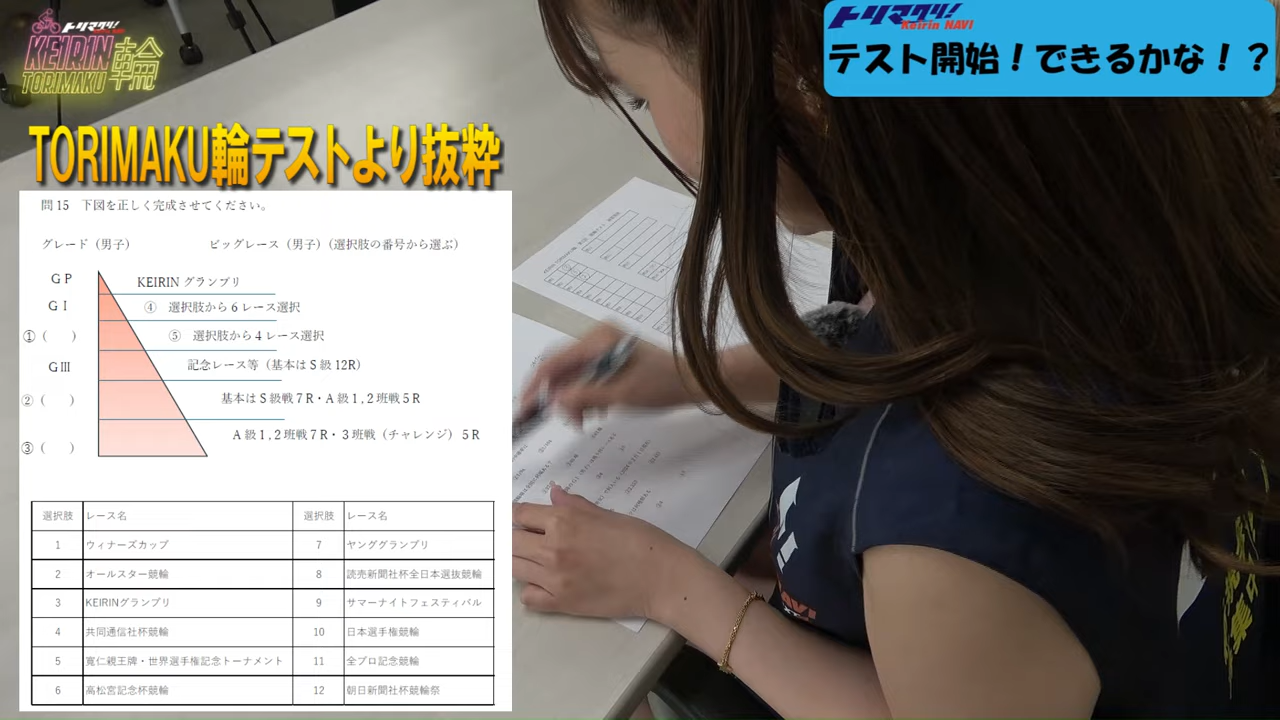 トリマクリ!
KEIRIN
TORIMAKU
輪
トリマクリ!
Keirin NAVI
テスト開始!できるかな!?
TORIMAKU輪テストより抜粋
問 15 下図を正しく完成させてください。
グレード(男子) ビッグレース(男子)(選択肢の番号から選ぶ)
GP KEIRIN グランプリ
GⅠ ④ 選択肢から6レース選択
①( ) ⑤ 選択肢から4レース選択
GⅢ 記念レース等(基本はS級12R)
②( ) 基本はS級戦7R・A級1,2班戦5R
③( ) A級1,2班戦7R・3班戦(チャレンジ)5R
選択肢 レース名 選択肢 レース名
1 ウィナーズカップ 7 ヤンググランプリ
2 オールスター競輪 8 読売新聞社杯全日本選抜競輪
3 KEIRINグランプリ 9 サマーナイトフェスティバル
4 共同通信社杯競輪 10 日本選手権競輪
5 寛仁親王牌・世界選手権記念トーナメント 11 全プロ記念競輪
6 高松宮記念杯競輪 12 朝日新聞社杯競輪祭